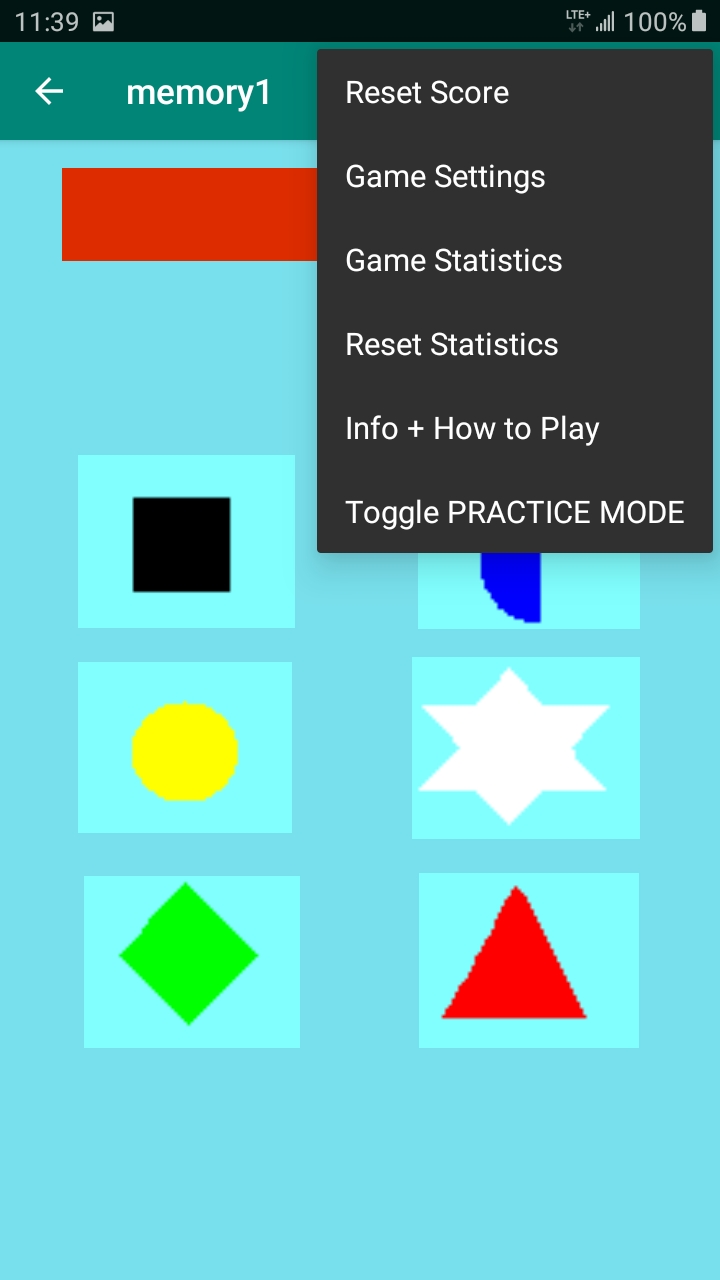 11:39 LTE+ 100%
memory1
Reset Score
Game Settings
Game Statistics
Reset Statistics
Info + How to Play
Toggle PRACTICE MODE